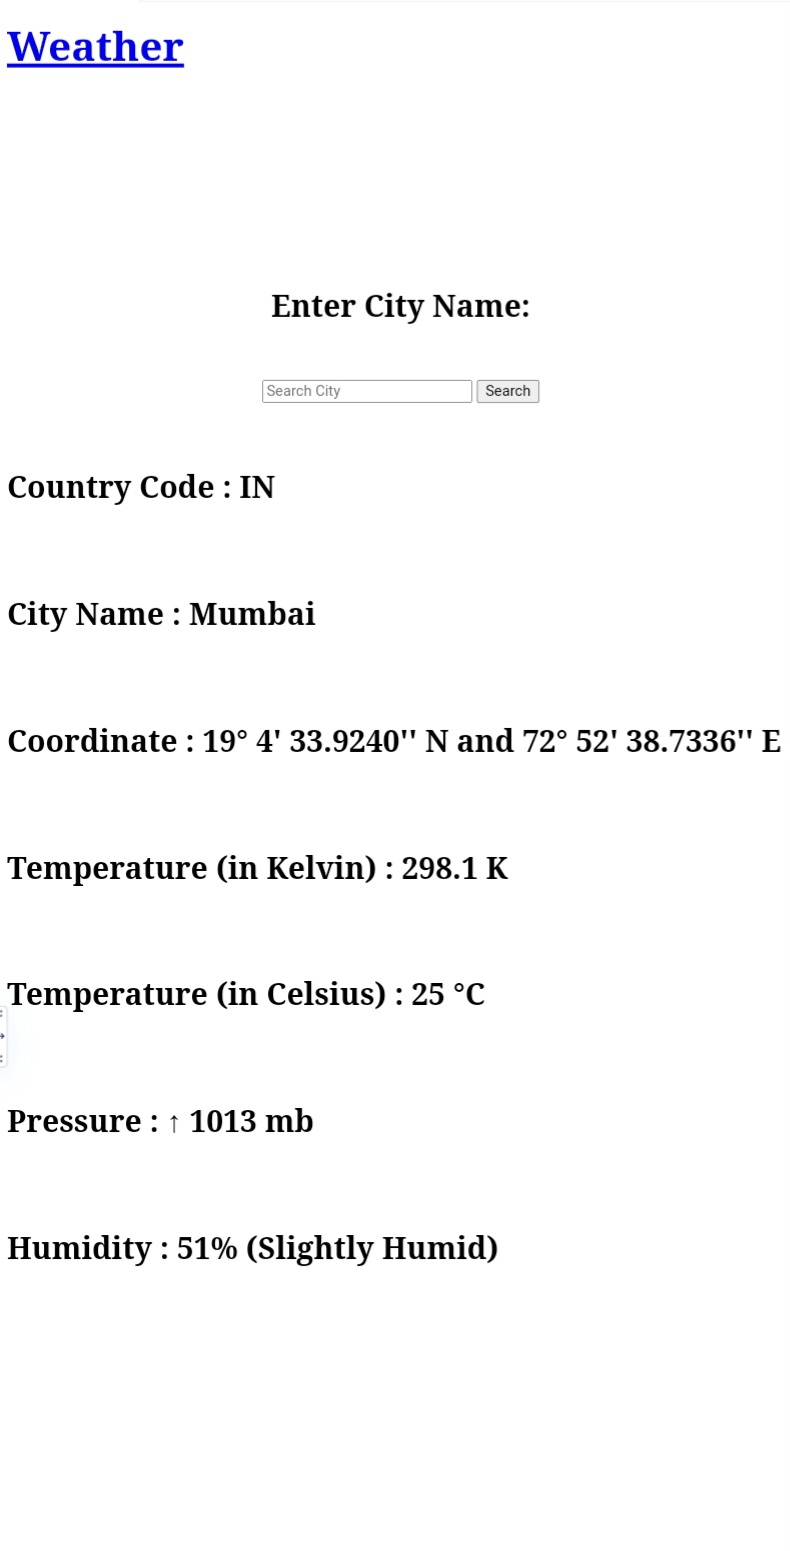 Weather
Enter City Name:
Search City Search
Country Code : IN
City Name : Mumbai
Coordinate : 19° 4' 33.9240'' N and 72° 52' 38.7336'' E
Temperature (in Kelvin) : 298.1 K
Temperature (in Celsius) : 25 °C
Pressure : ↑ 1013 mb
Humidity : 51% (Slightly Humid)